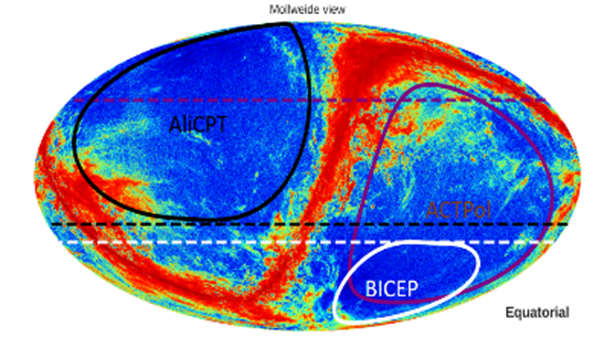 Mollweide view
AliCPT
ACTPol
BICEP
Equatorial